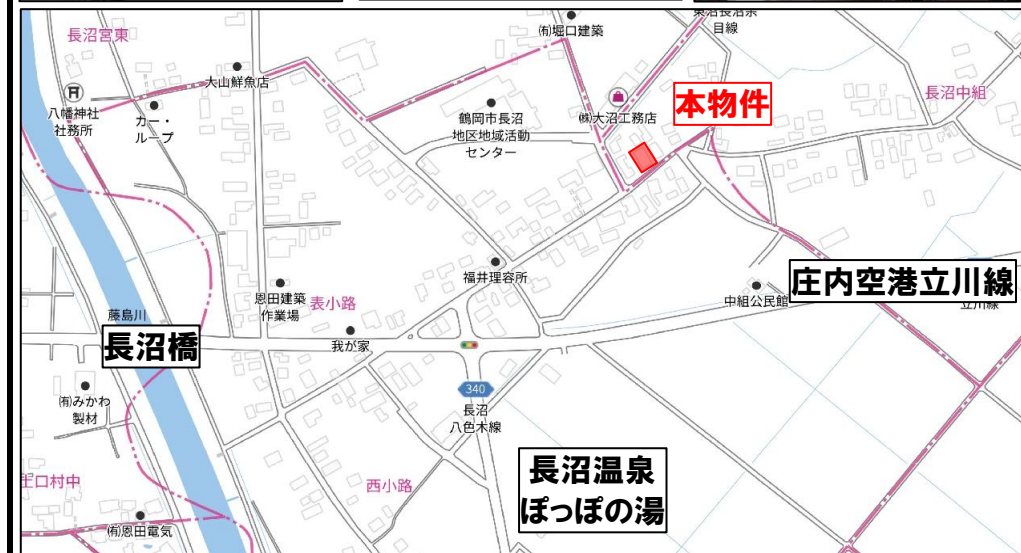 長沼宮東
(有)堀口建築
東沼長沼余
目線
大山鮮魚店
本物件
八幡神社
社務所
カー・
ループ
鶴岡市長沼
地区地域活動
センター
㈱大沼工務店
長沼中組
福井理容所
庄内空港立川線
立川線
恩田建築
作業場
表小路
中組公民館
藤島川
長沼橋
我が家
340
長沼
八色木線
(有)みかわ
製材
長沼温泉
ぽっぽの湯
土口村中
西小路
(有)恩田電気